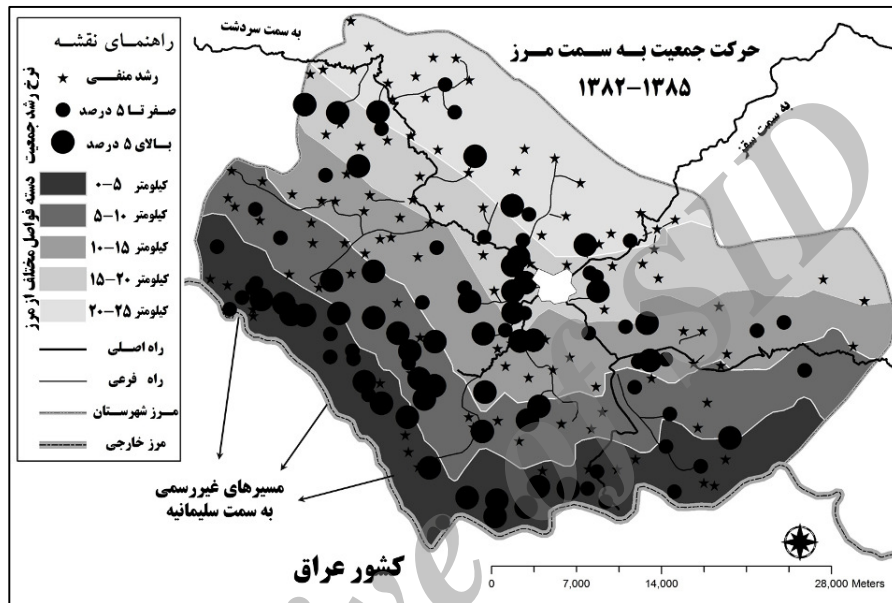 به سمت سردشت
حرکت جمعیت به سمت مرز
۱۳۸۲-۱۳۸۵
به سمت سقز
راهنمای نقشه
نرخ رشد جمعیت
رشد منفی
صفر تا ۵ درصد
بالای ۵ درصد
دسته فواصل مختلف از مرز
۰-۵ کیلومتر
۵-۱۰ کیلومتر
۱۰-۱۵ کیلومتر
۱۵-۲۰ کیلومتر
۲۰-۲۵ کیلومتر
راه اصلی
راه فرعی
مرز شهرستان
مرز خارجی
مسیرهای غیررسمی
به سمت سلیمانیه
کشور عراق
0 7,000 14,000 28,000 Meters
ive of SID